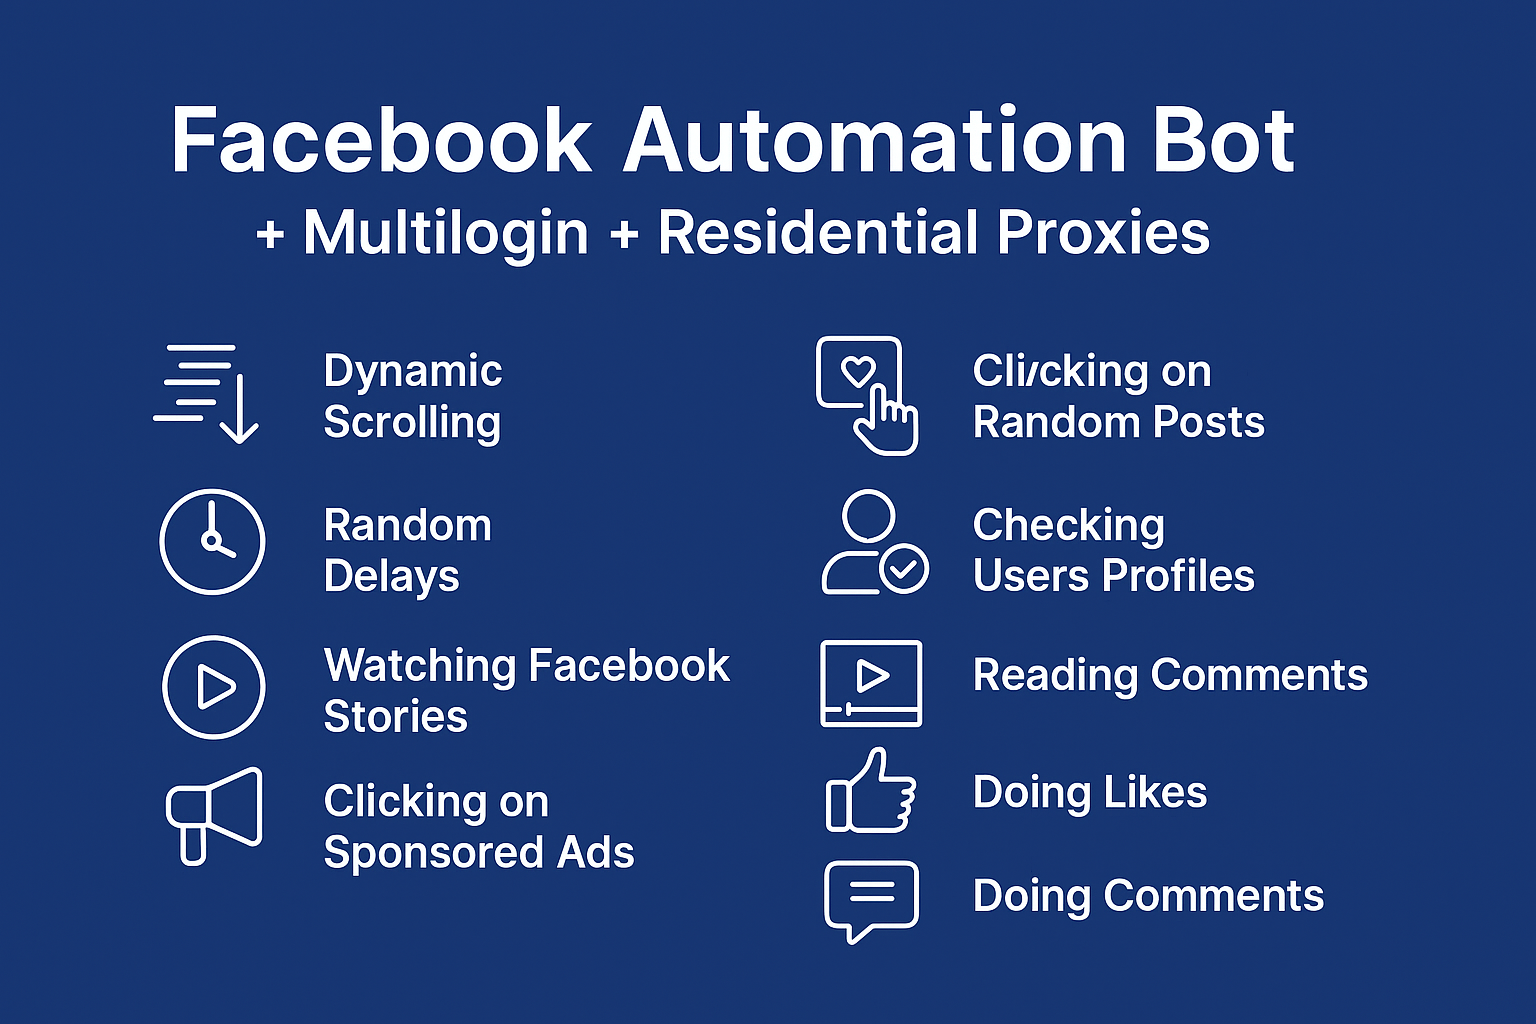 Facebook Automation Bot
+ Multilogin + Residential Proxies
Dynamic
Scrolling
Random
Delays
Watching Facebook
Stories
Clicking on
Sponsored Ads
Cli/cking on
Random Posts
Checking
Users Profiles
Reading Comments
Doing Likes
Doing Comments